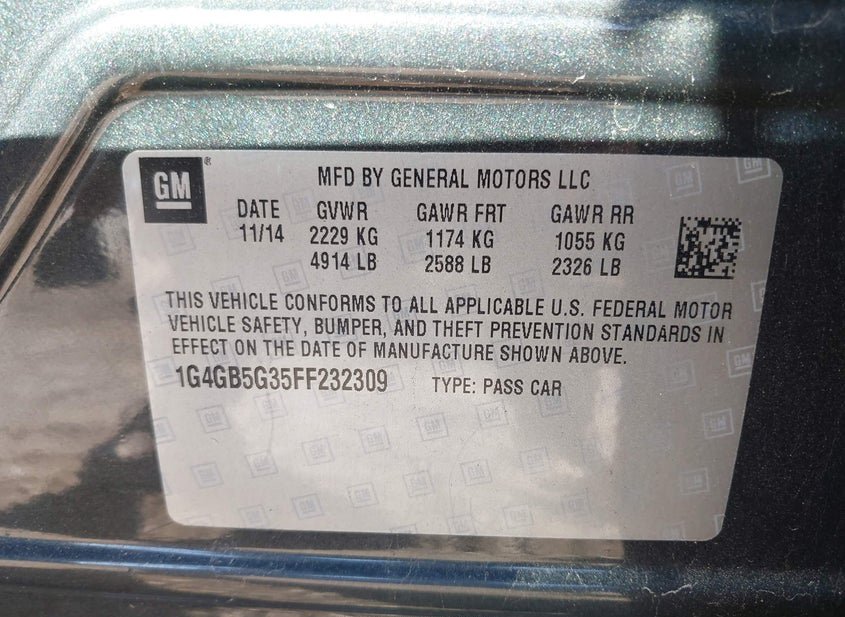 GM ®
MFD BY GENERAL MOTORS LLC
DATE GVWR GAWR FRT GAWR RR
11/14 2229 KG 1174 KG 1055 KG
4914 LB 2588 LB 2326 LB
THIS VEHICLE CONFORMS TO ALL APPLICABLE U.S. FEDERAL MOTOR
VEHICLE SAFETY, BUMPER, AND THEFT PREVENTION STANDARDS IN
EFFECT ON THE DATE OF MANUFACTURE SHOWN ABOVE.
1G4GB5G35FF232309 TYPE: PASS CAR